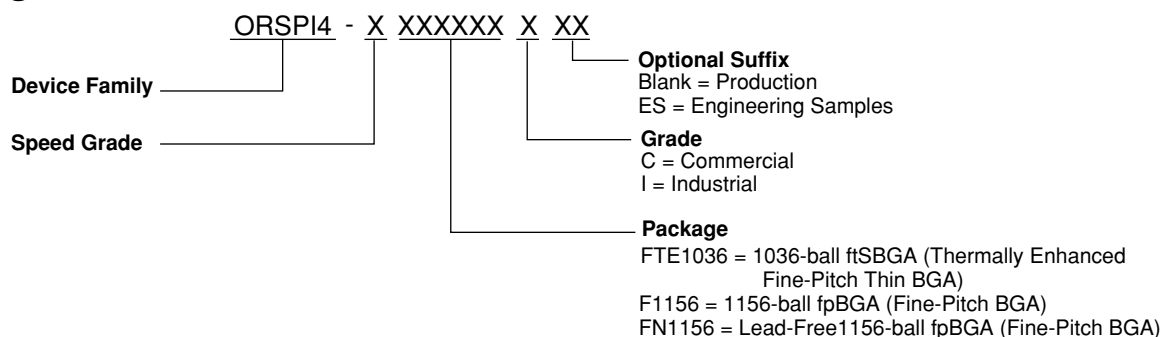 ORSPI4 - X XXXXXX X XX
Device Family
Speed Grade
Optional Suffix
Blank = Production
ES = Engineering Samples
Grade
C = Commercial
I = Industrial
Package
FTE1036 = 1036-ball ftSBGA (Thermally Enhanced
Fine-Pitch Thin BGA)
F1156 = 1156-ball fpBGA (Fine-Pitch BGA)
FN1156 = Lead-Free1156-ball fpBGA (Fine-Pitch BGA)